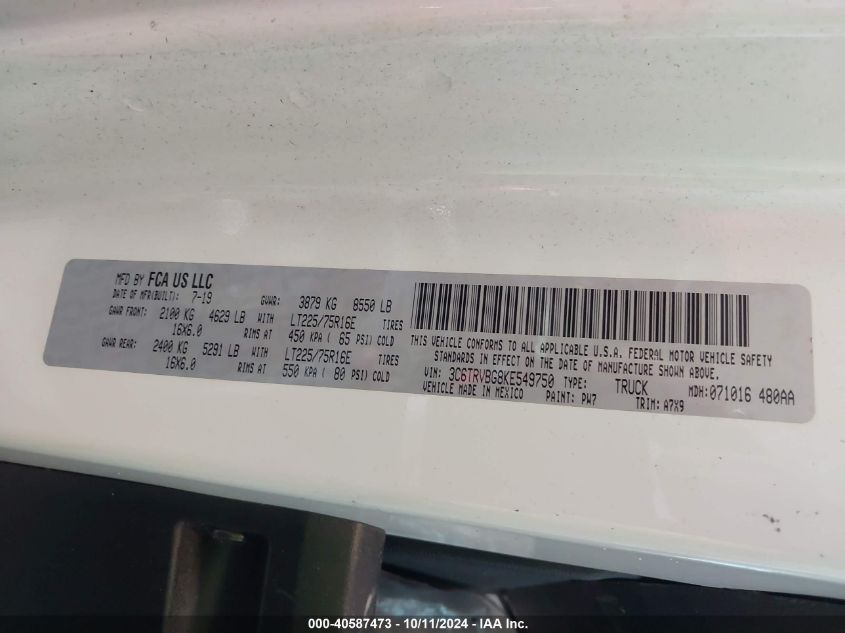 MFD BY FCA US LLC
DATE OF MFR(BUILT): 7-19 GVWR: 3879 KG 8550 LB
GAWR FRONT: 2100 KG 4629 LB WITH LT225/75R16E TIRES
16X6.0 RIMS AT 450 KPA ( 65 PSI) COLD
GAWR REAR: 2400 KG 5291 LB WITH LT225/75R16E TIRES
16X6.0 RIMS AT 550 KPA ( 80 PSI) COLD
THIS VEHICLE CONFORMS TO ALL APPLICABLE U.S.A. FEDERAL MOTOR VEHICLE SAFETY
STANDARDS IN EFFECT ON THE DATE OF MANUFACTURE SHOWN ABOVE.
VIN: 3C6TRVBG8KE549750 TYPE: TRUCK MDH: 071016 480AA
VEHICLE MADE IN MEXICO PAINT: PW7 TRIM: A7X9
000-40587473 - 10/11/2024 - IAA Inc.